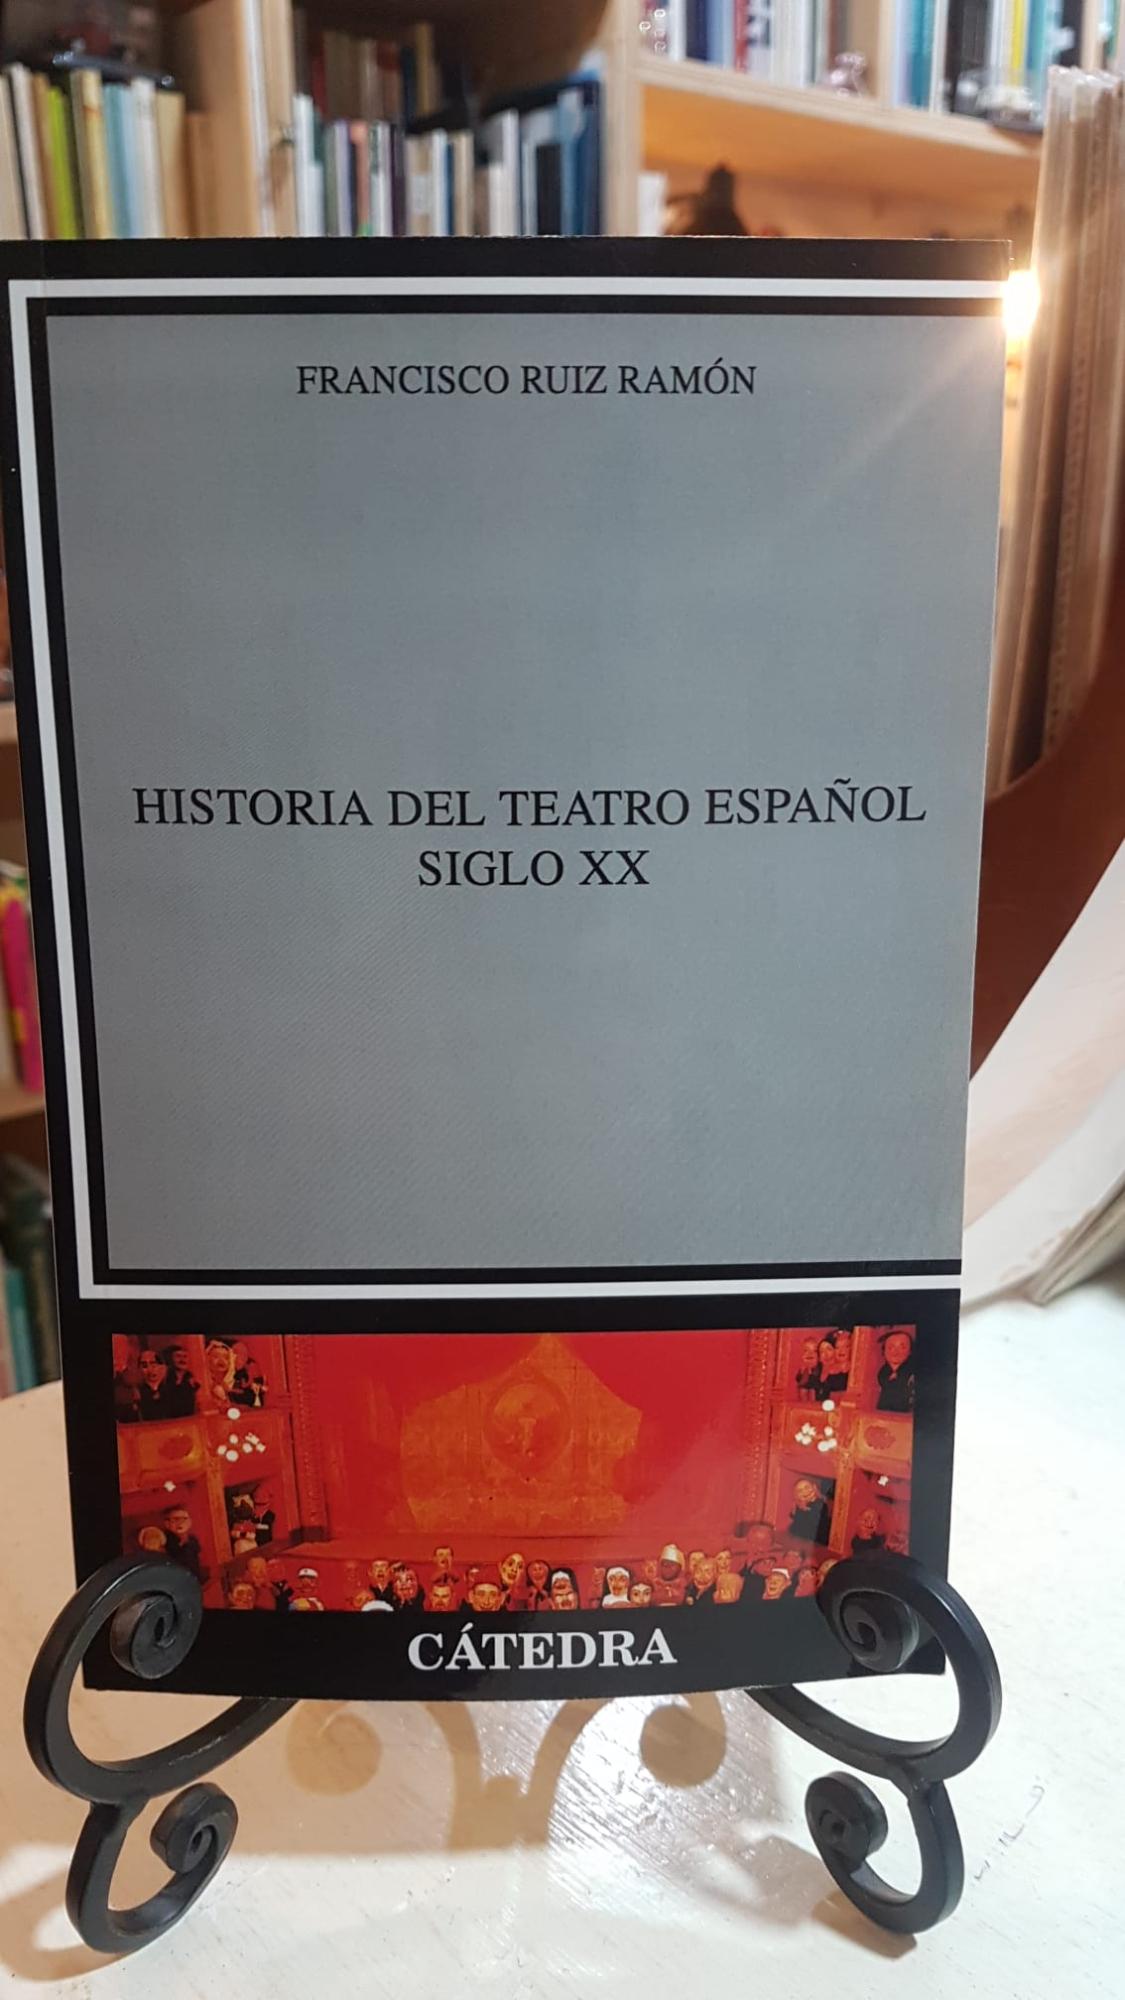 FRANCISCO RUIZ RAMÓN
HISTORIA DEL TEATRO ESPAÑOL
SIGLO XX
CÁTEDRA